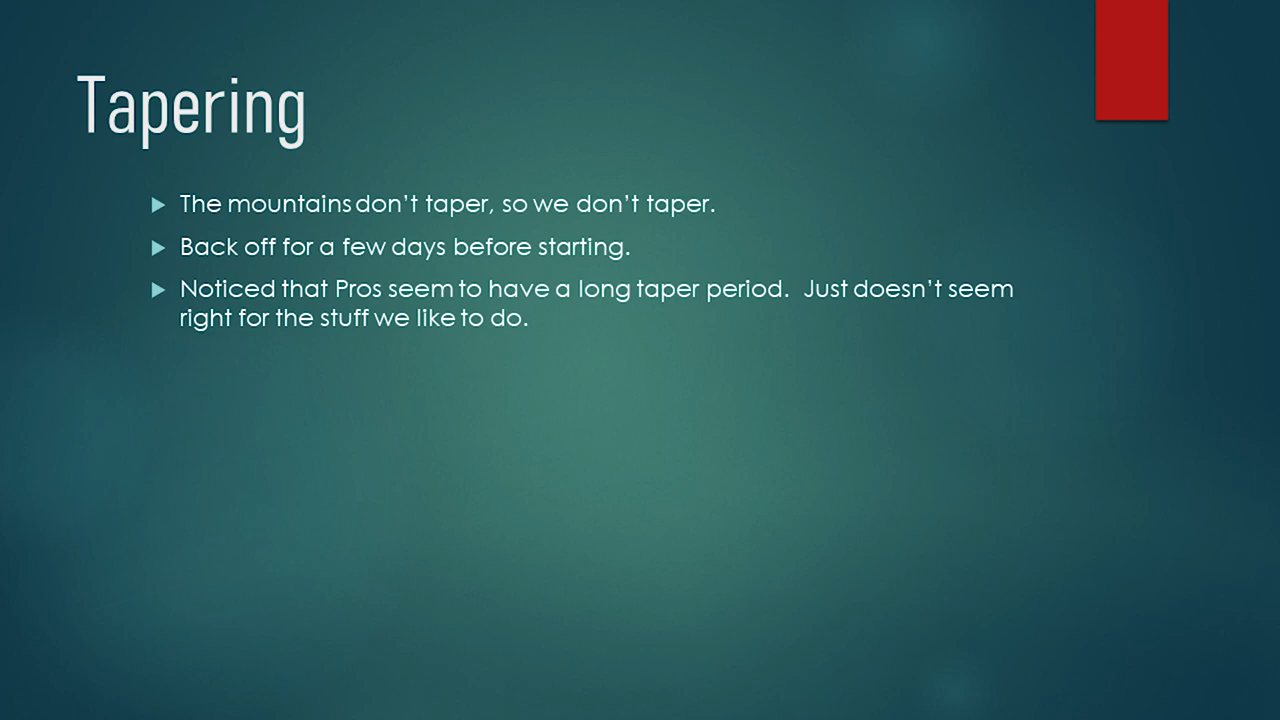 Tapering
The mountains don’t taper, so we don’t taper.
Back off for a few days before starting.
Noticed that Pros seem to have a long taper period.  Just doesn’t seem
right for the stuff we like to do.